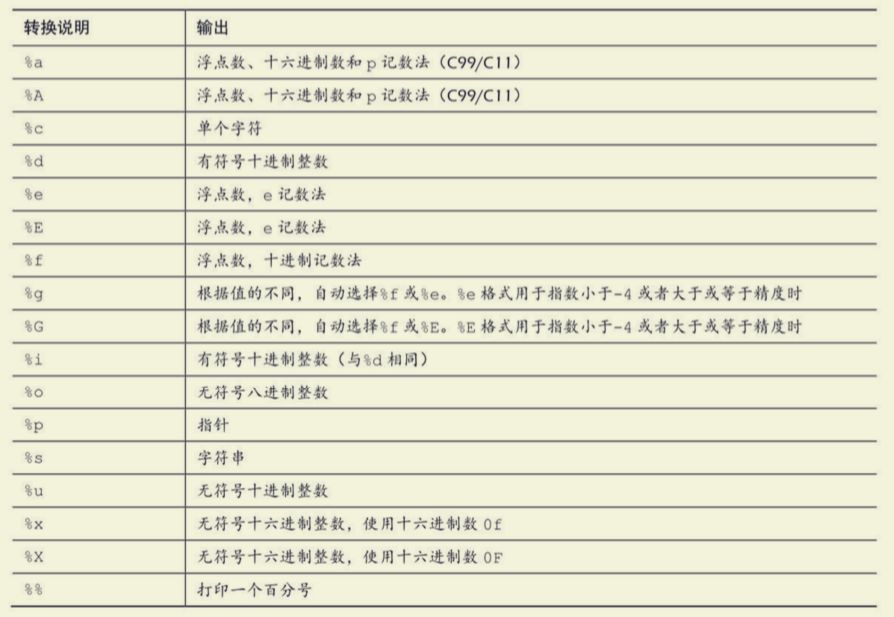 转换说明 输出
%a 浮点数、十六进制数和 p 记数法（C99/C11）
%A 浮点数、十六进制数和 p 记数法（C99/C11）
%c 单个字符
%d 有符号十进制整数
%e 浮点数，e 记数法
%E 浮点数，e 记数法
%f 浮点数，十进制记数法
%g 根据值的不同，自动选择%f 或%e。%e 格式用于指数小于-4 或者大于或等于精度时
%G 根据值的不同，自动选择%f 或%E。%E 格式用于指数小于-4 或者大于或等于精度时
%i 有符号十进制整数（与%d 相同）
%o 无符号八进制整数
%p 指针
%s 字符串
%u 无符号十进制整数
%x 无符号十六进制整数，使用十六进制数 0f
%X 无符号十六进制整数，使用十六进制数 0F
%% 打印一个百分号